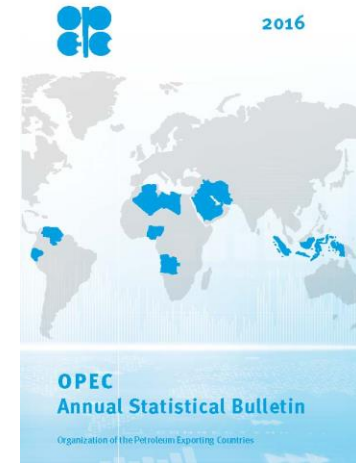 2016
OPEC
Annual Statistical Bulletin
Organization of the Petroleum Exporting Countries